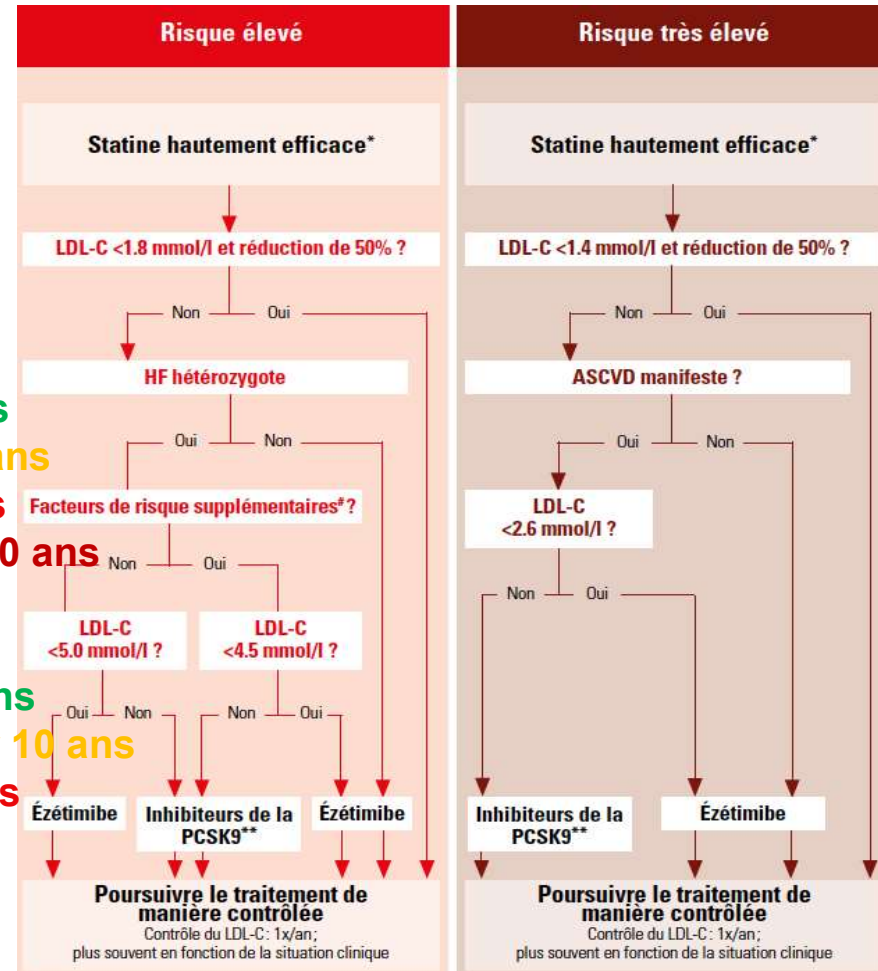 Risque élevé
Statine hautement efficace*
LDL-C <1.8 mmol/l et réduction de 50% ?
Non
Oui
HF hétérozygote
Oui
Non
Facteurs de risque supplémentaires# ?
Non
Oui
LDL-C
<5.0 mmol/l ?
LDL-C
<4.5 mmol/l ?
Oui
Non
Non
Oui
Ézétimibe
Inhibiteurs de la
PCSK9**
Ézétimibe
Poursuivre le traitement de
manière contrôlée
Contrôle du LDL-C: 1x/an;
plus souvent en fonction de la situation clinique
Risque très élevé
Statine hautement efficace*
LDL-C <1.4 mmol/l et réduction de 50% ?
Non
Oui
ASCVD manifeste ?
Oui
Non
LDL-C
<2.6 mmol/l ?
Non
Oui
Inhibiteurs de la
PCSK9**
Ézétimibe
Poursuivre le traitement de
manière contrôlée
Contrôle du LDL-C: 1x/an;
plus souvent en fonction de la situation clinique
s
ans
s
0 ans
ns
10 ans
s